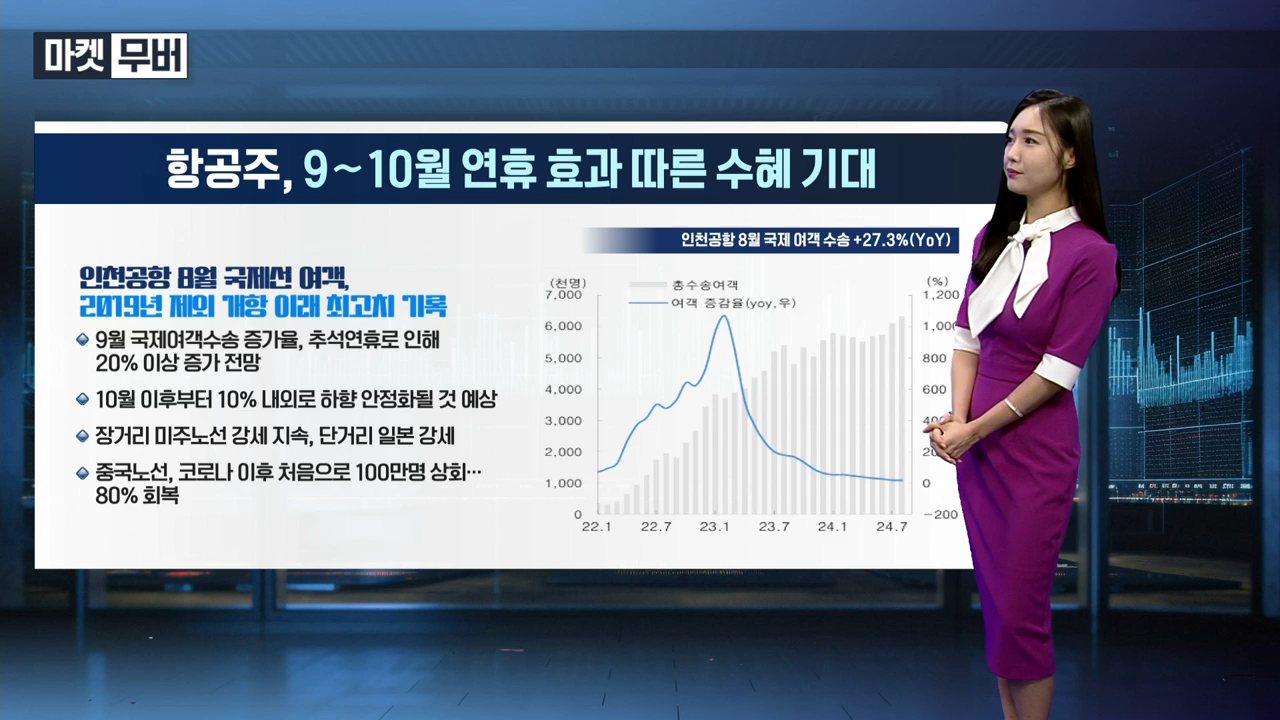 마켓무버
항공주, 9~10월 연휴 효과 따른 수혜 기대
인천공항 8월 국제 여객 수송 +27.3%(YoY)
인천공항 8월 국제선 여객,
2019년 제외 개항 이래 최고치 기록
9월 국제여객수송 증가율, 추석연휴로 인해
20% 이상 증가 전망
10월 이후부터 10% 내외로 하향 안정화될 것 예상
장거리 미주노선 강세 지속, 단거리 일본 강세
중국노선, 코로나 이후 처음으로 100만명 상회…
80% 회복
(천명)
총수송여객
(%)
여객 증감율(yoy,우)
7,000
6,000
5,000
4,000
3,000
2,000
1,000
0
1,200
800
600
0
-200
22.1 22.7 23.1 23.7 24.1 24.7